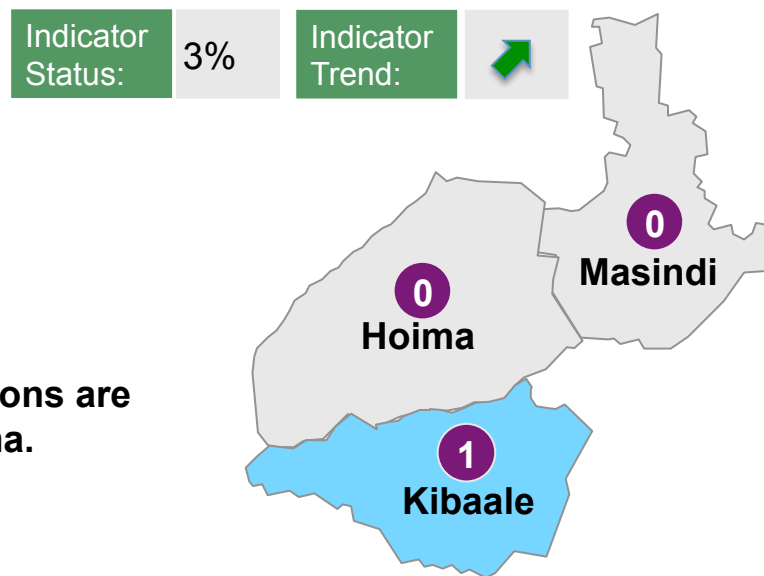 Indicator Status:
3%
Indicator Trend:
0
Masindi
0
Hoima
ons are
a.
1
Kibaale